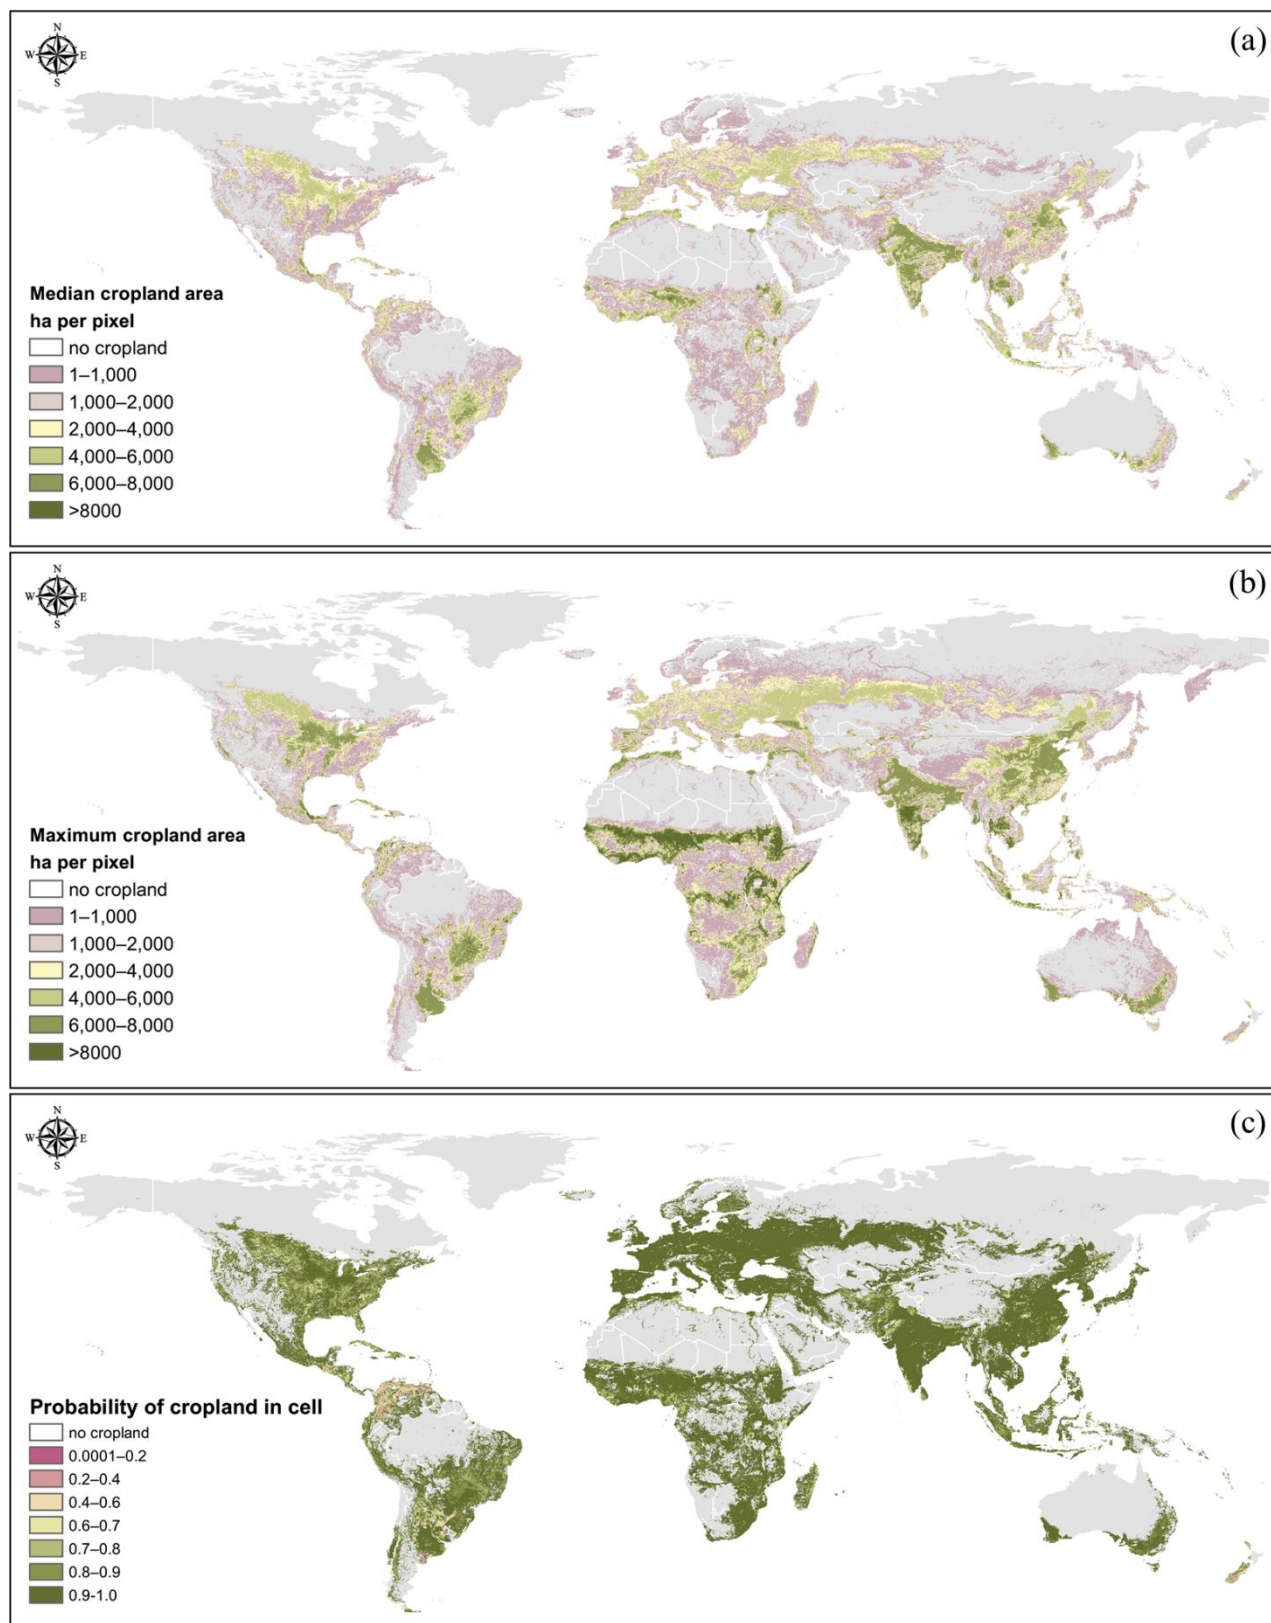 (a)
N
W E
S
Median cropland area
ha per pixel
no cropland
1–1,000
1,000–2,000
2,000–4,000
4,000–6,000
6,000–8,000
>8000
(b)
N
W E
S
Maximum cropland area
ha per pixel
no cropland
1–1,000
1,000–2,000
2,000–4,000
4,000–6,000
6,000–8,000
>8000
(c)
N
W E
S
Probability of cropland in cell
no cropland
0.0001–0.2
0.2–0.4
0.4–0.6
0.6–0.7
0.7–0.8
0.8–0.9
0.9-1.0